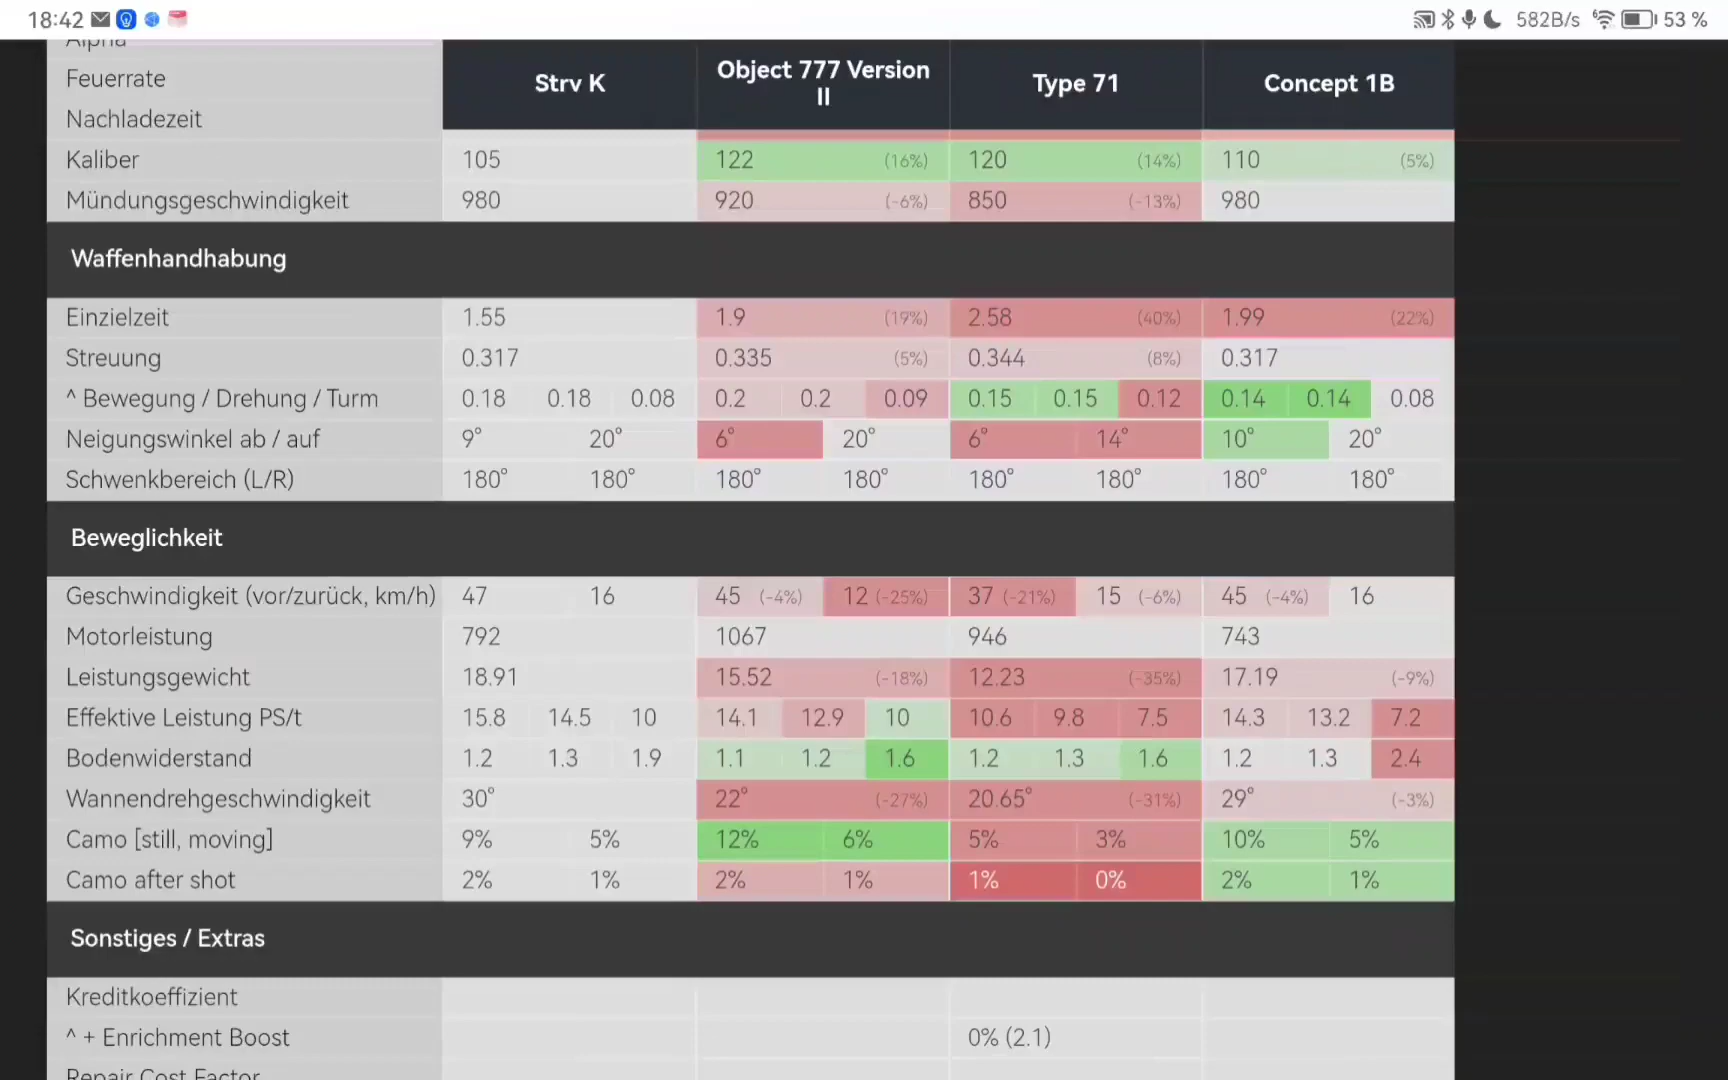 18:42 582B/s 6 53 %
Alpha
Strv K Object 777 Version II Type 71 Concept 1B
Feuerrate
Nachladezeit
Kaliber 105 122 (16%) 120 (14%) 110 (5%)
Mündungsgeschwindigkeit 980 920 (-6%) 850 (-13%) 980
Waffenhandhabung
Einzielzeit 1.55 1.9 (19%) 2.58 (40%) 1.99 (22%)
Streuung 0.317 0.335 (5%) 0.344 (8%) 0.317
^ Bewegung / Drehung / Turm 0.18 0.18 0.08 0.2 0.2 0.09 0.15 0.15 0.12 0.14 0.14 0.08
Neigungswinkel ab / auf 9° 20° 6° 20° 6° 14° 10° 20°
Schwenkbereich (L/R) 180° 180° 180° 180° 180° 180° 180° 180°
Beweglichkeit
Geschwindigkeit (vor/zurück, km/h) 47 16 45 (-4%) 12 (-25%) 37 (-21%) 15 (-6%) 45 (-4%) 16
Motorleistung 792 1067 946 743
Leistungsgewicht 18.91 15.52 (-18%) 12.23 (-35%) 17.19 (-9%)
Effektive Leistung PS/t 15.8 14.5 10 14.1 12.9 10 10.6 9.8 7.5 14.3 13.2 7.2
Bodenwiderstand 1.2 1.3 1.9 1.1 1.2 1.6 1.2 1.3 1.6 1.2 1.3 2.4
Wannendrehgeschwindigkeit 30° 22° (-27%) 20.65° (-31%) 29° (-3%)
Camo [still, moving] 9% 5% 12% 6% 5% 3% 10% 5%
Camo after shot 2% 1% 2% 1% 1% 0% 2% 1%
Sonstiges / Extras
Kreditkoeffizient
^ + Enrichment Boost 0% (2.1)
Repair Cost Factor